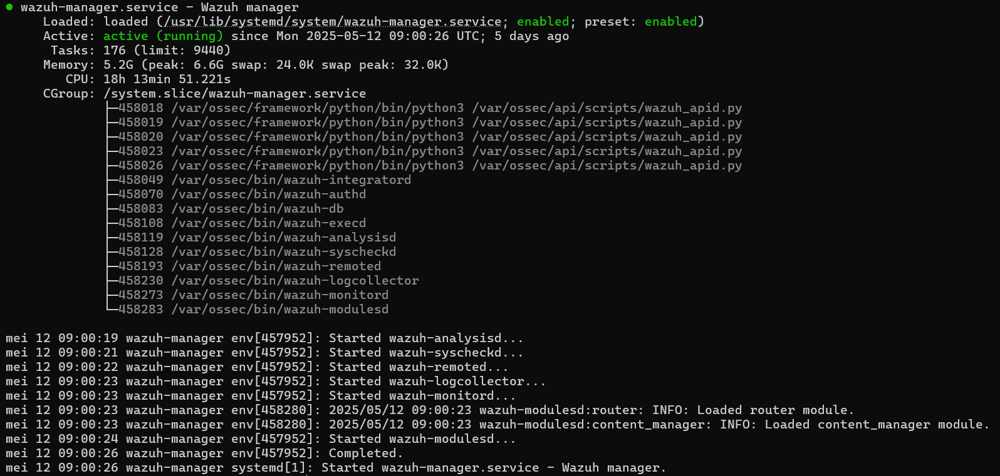 ● wazuh-manager.service - Wazuh manager
Loaded: loaded (/usr/lib/systemd/system/wazuh-manager.service; enabled; preset: enabled)
Active: active (running) since Mon 2025-05-12 09:00:26 UTC; 5 days ago
Tasks: 176 (limit: 9440)
Memory: 5.2G (peak: 6.6G swap: 24.0K swap peak: 32.0K)
CPU: 18h 13min 51.221s
CGroup: /system.slice/wazuh-manager.service
├─458018 /var/ossec/framework/python/bin/python3 /var/ossec/api/scripts/wazuh_apid.py
├─458019 /var/ossec/framework/python/bin/python3 /var/ossec/api/scripts/wazuh_apid.py
├─458020 /var/ossec/framework/python/bin/python3 /var/ossec/api/scripts/wazuh_apid.py
├─458023 /var/ossec/framework/python/bin/python3 /var/ossec/api/scripts/wazuh_apid.py
├─458026 /var/ossec/framework/python/bin/python3 /var/ossec/api/scripts/wazuh_apid.py
├─458049 /var/ossec/bin/wazuh-integratord
├─458070 /var/ossec/bin/wazuh-authd
├─458083 /var/ossec/bin/wazuh-db
├─458108 /var/ossec/bin/wazuh-execd
├─458119 /var/ossec/bin/wazuh-analysisd
├─458128 /var/ossec/bin/wazuh-syscheckd
├─458193 /var/ossec/bin/wazuh-remoted
├─458230 /var/ossec/bin/wazuh-logcollector
├─458273 /var/ossec/bin/wazuh-monitord
└─458283 /var/ossec/bin/wazuh-modulesd
mei 12 09:00:19 wazuh-manager env[457952]: Started wazuh-analysisd...
mei 12 09:00:21 wazuh-manager env[457952]: Started wazuh-syscheckd...
mei 12 09:00:22 wazuh-manager env[457952]: Started wazuh-remoted...
mei 12 09:00:23 wazuh-manager env[457952]: Started wazuh-logcollector...
mei 12 09:00:23 wazuh-manager env[457952]: Started wazuh-monitord...
mei 12 09:00:23 wazuh-manager env[458280]: 2025/05/12 09:00:23 wazuh-modulesd:router: INFO: Loaded router module.
mei 12 09:00:23 wazuh-manager env[458280]: 2025/05/12 09:00:23 wazuh-modulesd:content_manager: INFO: Loaded content_manager module.
mei 12 09:00:24 wazuh-manager env[457952]: Started wazuh-modulesd...
mei 12 09:00:26 wazuh-manager env[457952]: Completed.
mei 12 09:00:26 wazuh-manager systemd[1]: Started wazuh-manager.service - Wazuh manager.